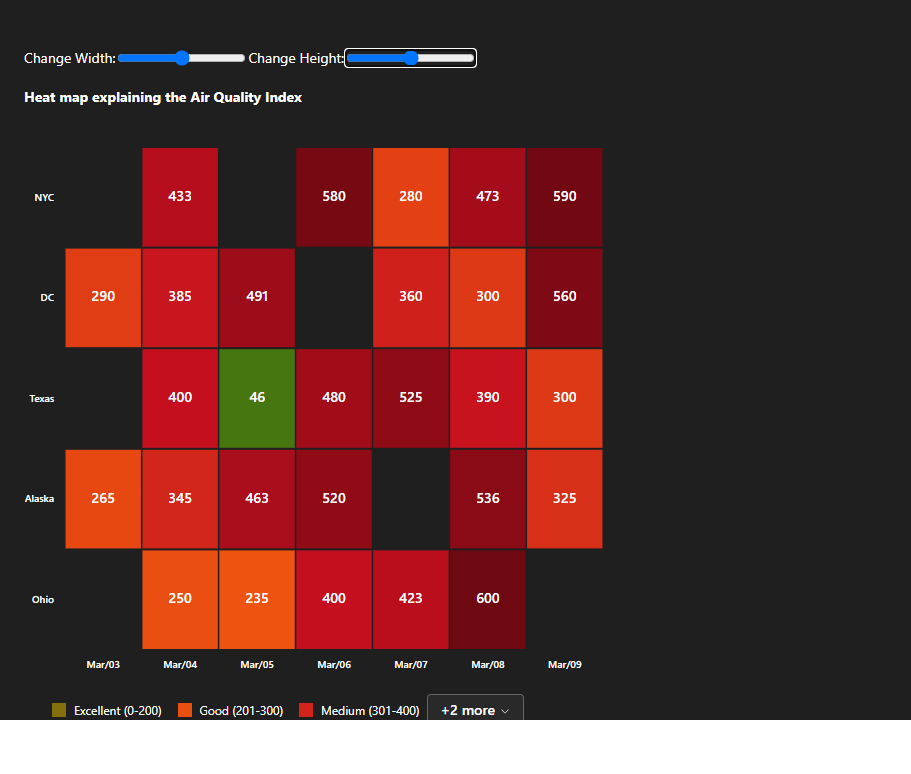 Change Width: Change Height:
Heat map explaining the Air Quality Index
NYC 433 580 280 473 590
DC 290 385 491 360 300 560
Texas 400 46 480 525 390 300
Alaska 265 345 463 520 536 325
Ohio 250 235 400 423 600
Mar/03 Mar/04 Mar/05 Mar/06 Mar/07 Mar/08 Mar/09
Excellent (0-200) Good (201-300) Medium (301-400) +2 more